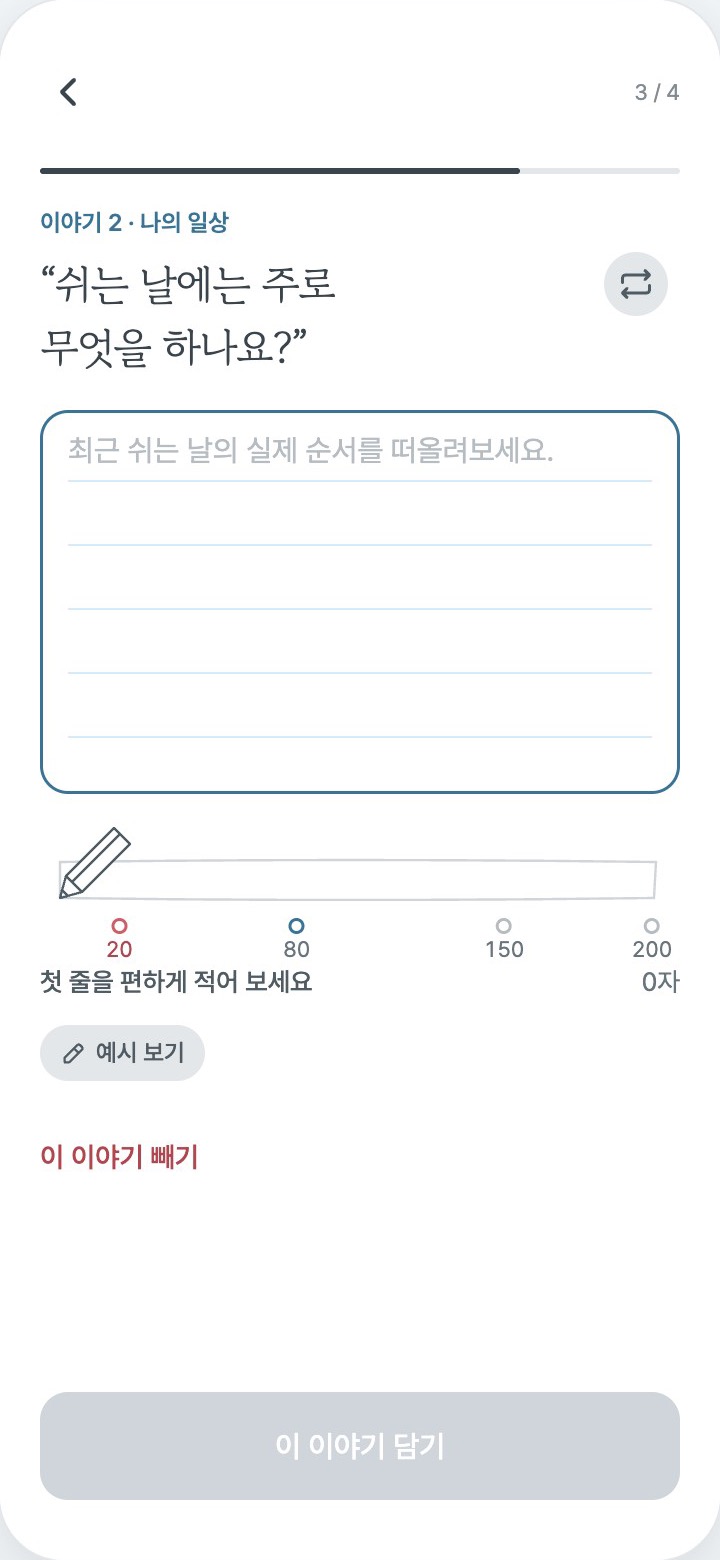 3 / 4
이야기 2 · 나의 일상
“쉬는 날에는 주로
무엇을 하나요?”
최근 쉬는 날의 실제 순서를 떠올려보세요.
20 80 150 200
첫 줄을 편하게 적어 보세요 0자
예시 보기
이 이야기 빼기
이 이야기 담기